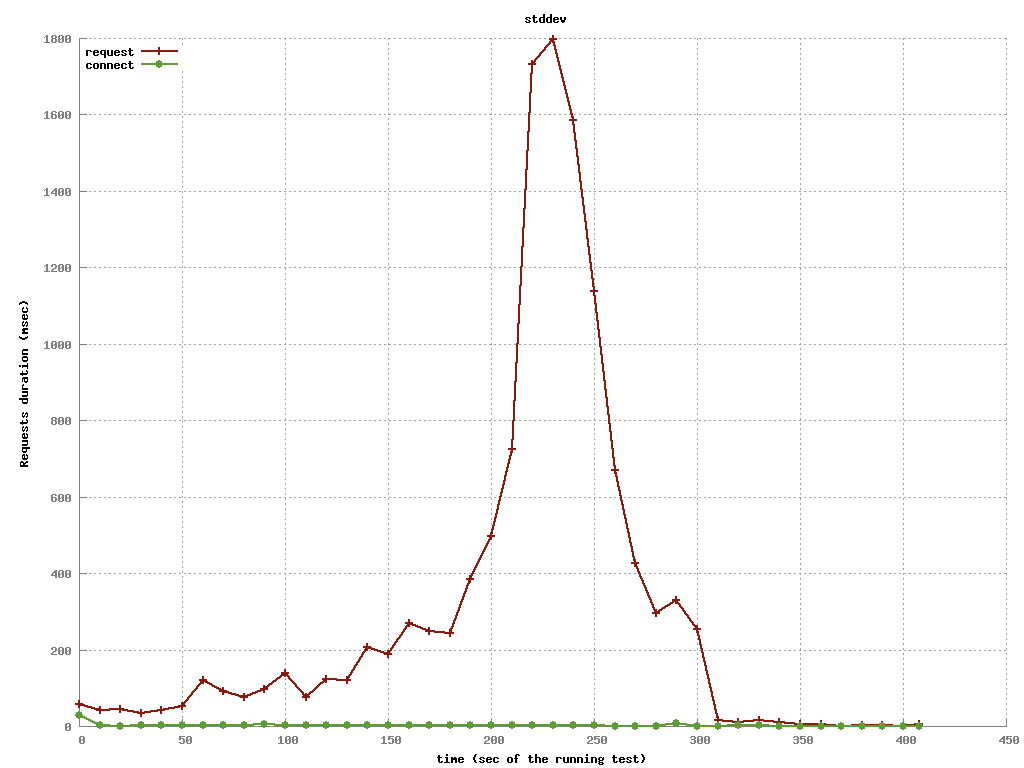 stddev
request
connect
1800
1600
1400
1200
1000
800
600
400
200
0
Requests duration (msec)
0 50 100 150 200 250 300 350 400 450
time (sec of the running test)